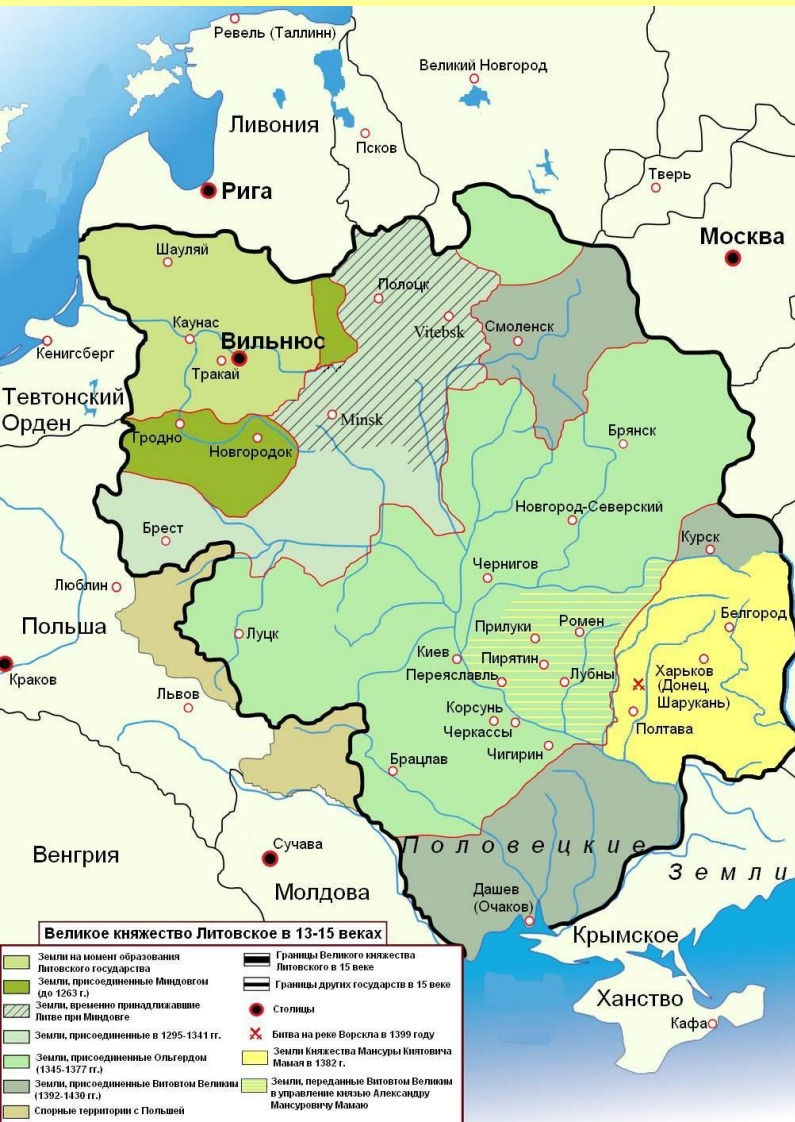 Ревель (Таллинн)
Великий Новгород
Ливония
Псков
Тверь
Рига
Москва
Шауляй
Полоцк
Каунас
Вильнюс
Vitebsk
Смоленск
Кенигсберг
Тракай
Тевтонский
Орден
Minsk
Гродно
Новгородок
Брянск
Новгород-Северский
Брест
Курск
Чернигов
Люблин
Белгород
Польша
Луцк
Прилуки
Ромен
Киев
Пирятин
Харьков
(Донец,
Шарукань)
Краков
Переяславль
Лубны
Львов
Корсунь
Полтава
Черкассы
Чигирин
Брацлав
Половецкие
Земли
Венгрия
Сучава
Молдова
Дашев
(Очаков)
Крымское
Ханство
Кафа
Великое княжество Литовское в 13-15 веках
Земли на момент образования
Литовского государства
Земли, присоединенные Миндовгом
(до 1263 г.)
Земли, временно принадлижавшие
Литве при Миндовге
Земли, присоединенные в 1295-1341 гг.
Земли, присоединенные Ольгердом
(1345-1377 гг.)
Земли, присоединенные Витовтом Великим
(1392-1430 гг.)
Спорные территории с Польшей
Границы Великого княжества
Литовского в 15 веке
Границы других государств в 15 веке
Столицы
Битва на реке Ворскла в 1399 году
Земли Княжества Мансуры Киятовича
Мамая в 1382 г.
Земли, переданные Витовтом Великим
в управление князью Александру
Мансуровичу Мамаю